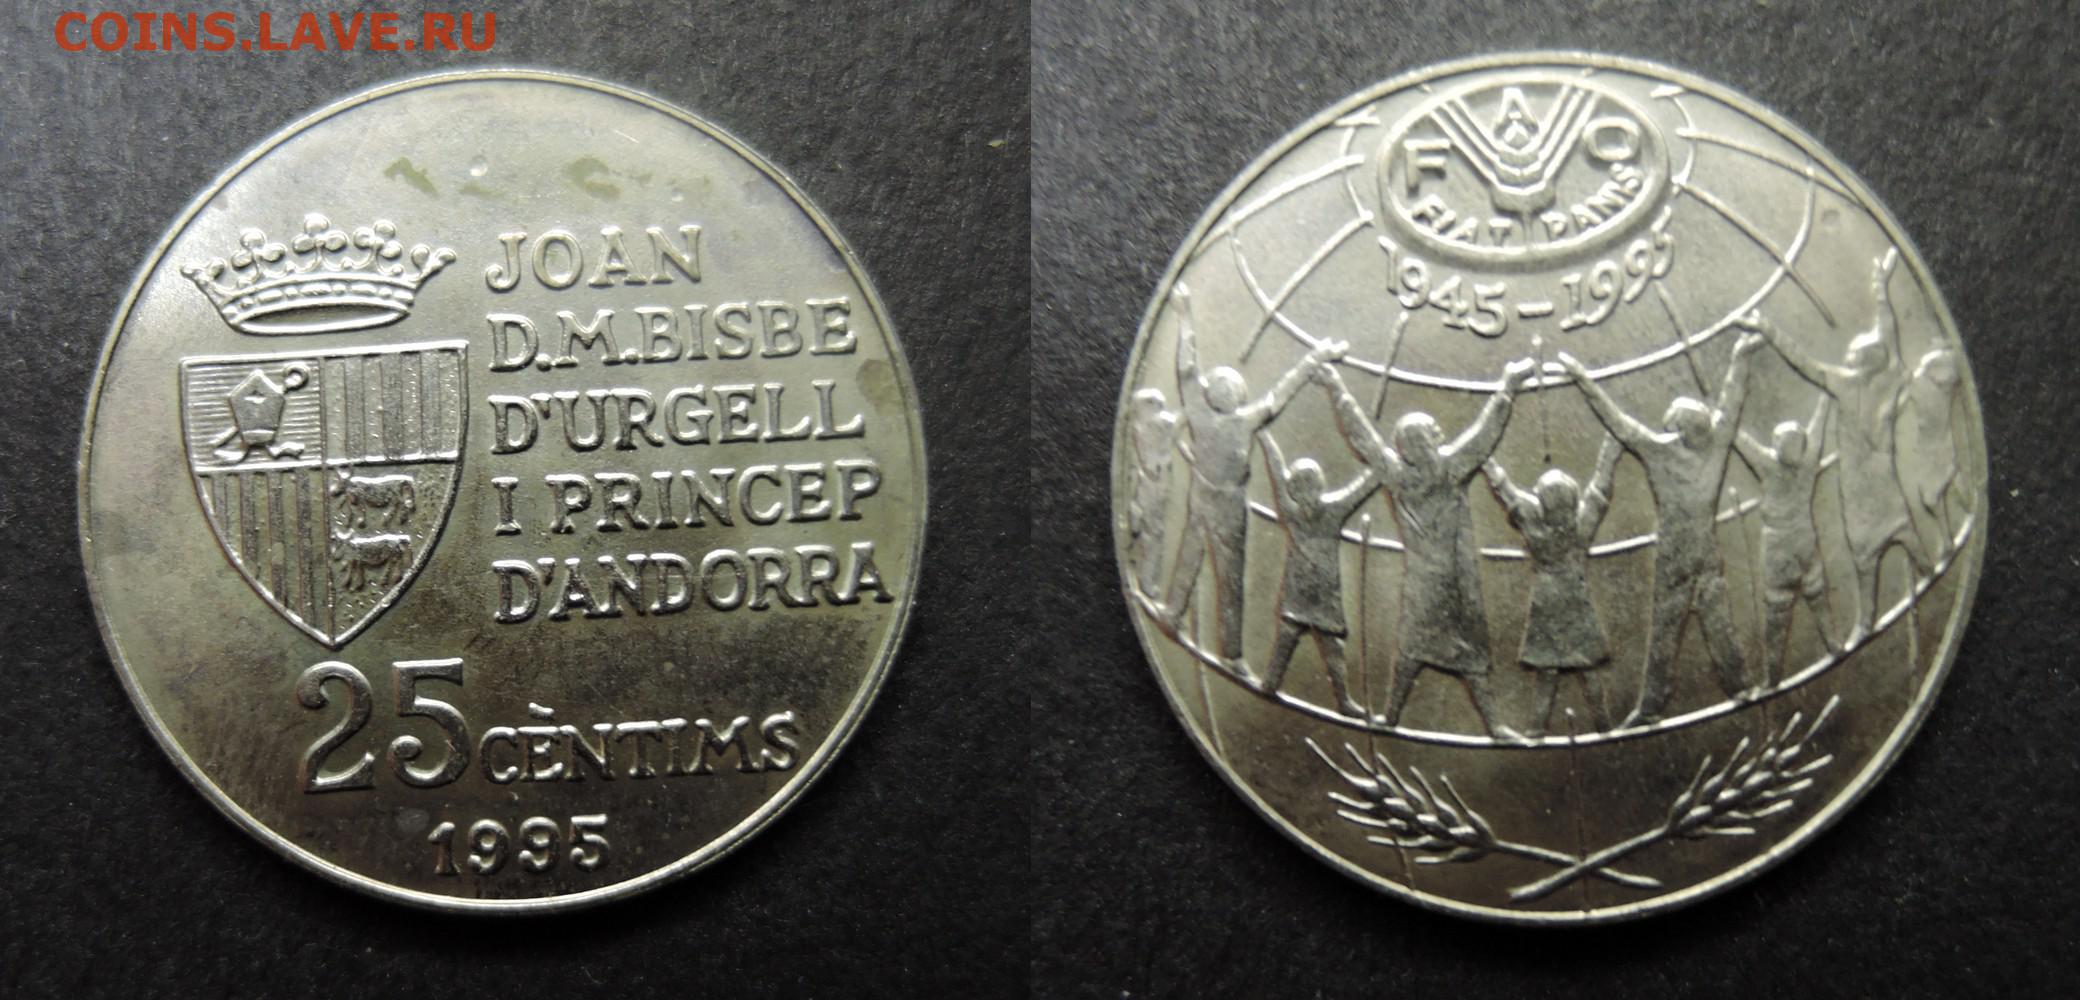 COINS.LAVE.RU
JOAN
D.M.BISBE
D'URGELL
I PRINCEP
D'ANDORRA
25 CÈNTIMS
1995
F A O
FIAT PANIS
1945-1995